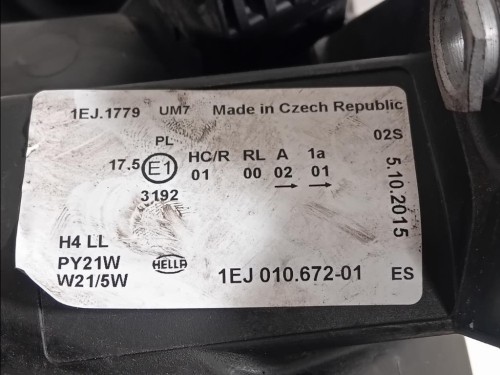 1EJ.1779 UM7 Made in Czech Republic
02S
PL
17.5 E1 HC/R RL A 1a
01 00 02 01
3192
5.10.2015
H4 LL
PY21W HELLA
W21/5W 1EJ 010.672-01 ES